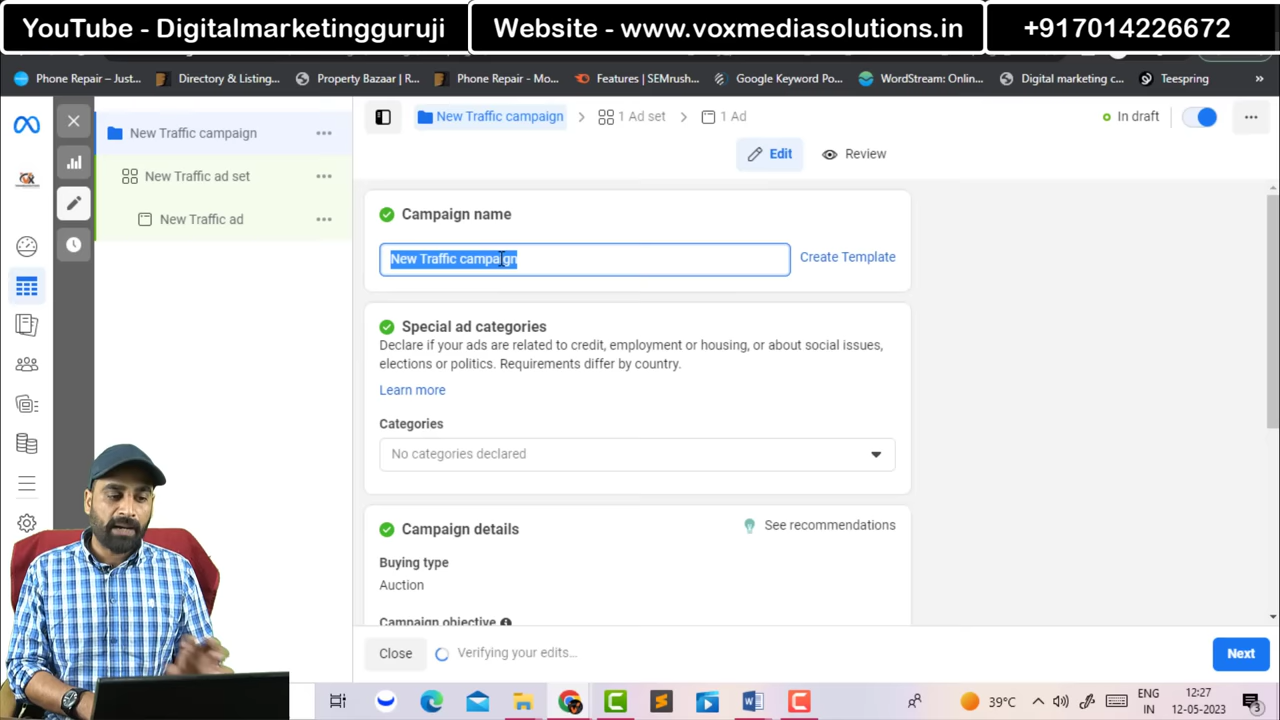 YouTube - Digitalmarketingguruji
Website - www.voxmediasolutions.in
+917014226672
Phone Repair – Just...
Directory & Listing...
Property Bazaar | R...
Phone Repair - Mo...
Features | SEMrush...
Google Keyword Po...
WordStream: Onlin...
Digital marketing c...
Teespring
»
New Traffic campaign
New Traffic ad set
New Traffic ad
New Traffic campaign > 1 Ad set > 1 Ad
In draft
Edit
Review
Campaign name
New Traffic campaign
Create Template
Special ad categories
Declare if your ads are related to credit, employment or housing, or about social issues,
elections or politics. Requirements differ by country.
Learn more
Categories
No categories declared
Campaign details
See recommendations
Buying type
Auction
Campaign objective
Close
Verifying your edits...
Next
39°C
ENG
IN
12:27
12-05-2023
3